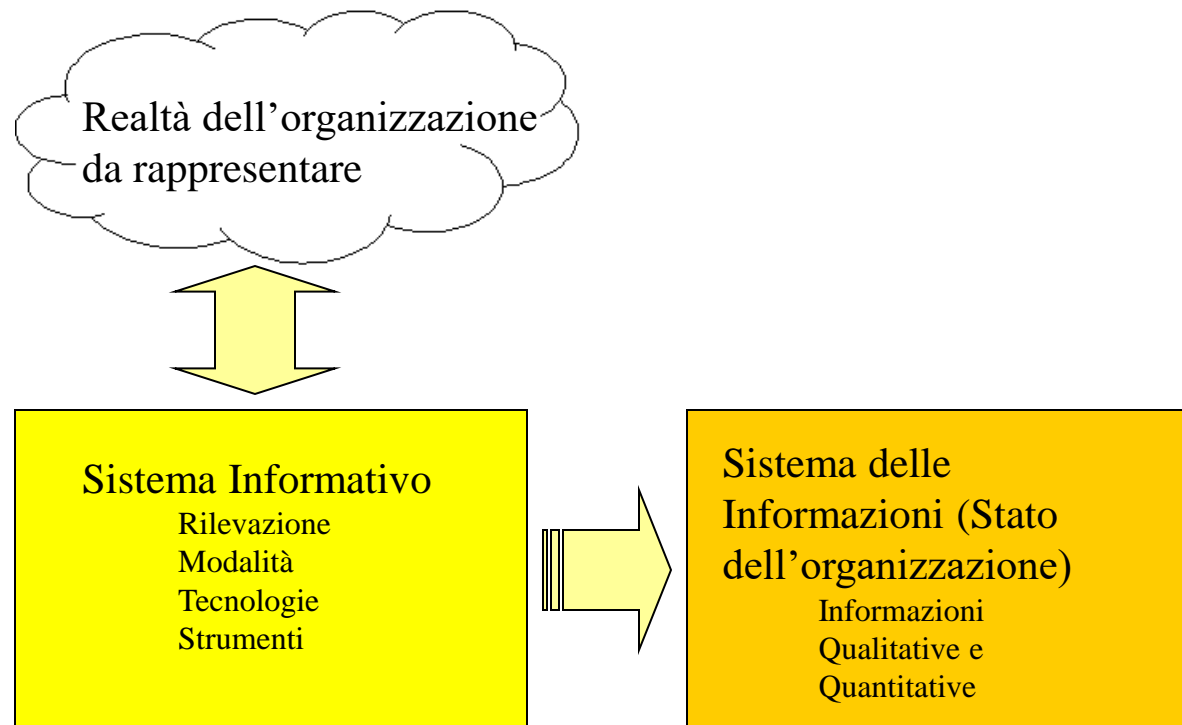 Realtà dell’organizzazione
da rappresentare
Sistema Informativo
Rilevazione
Modalità
Tecnologie
Strumenti
Sistema delle
Informazioni (Stato
dell’organizzazione)
Informazioni
Qualitative e
Quantitative